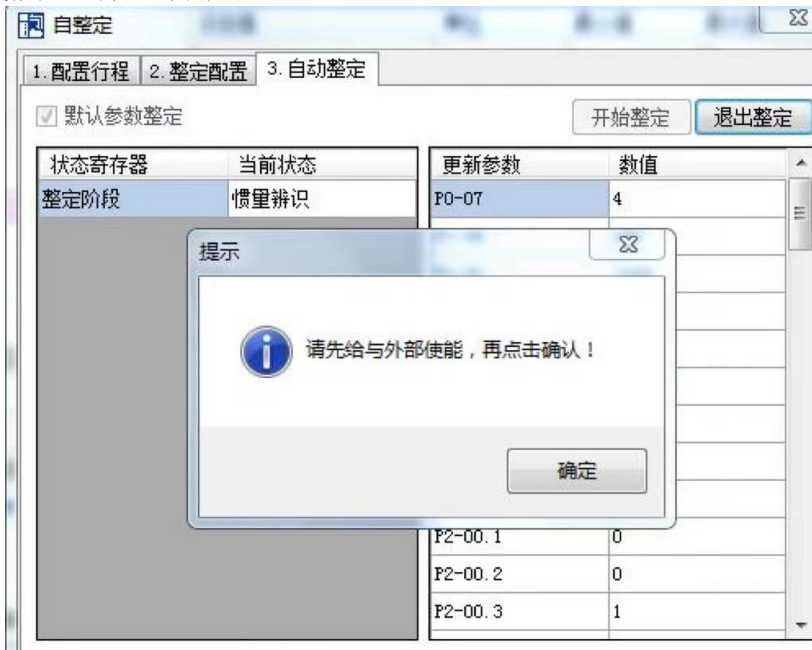 自整定
1.配置行程 2.整定配置 3.自动整定
默认参数整定 开始整定 退出整定
状态寄存器 当前状态 更新参数 数值
整定阶段 惯量辨识 P0-07 4
提示
请先给与外部使能，再点击确认！
确定
P2-00.1 0
P2-00.2 0
P2-00.3 1